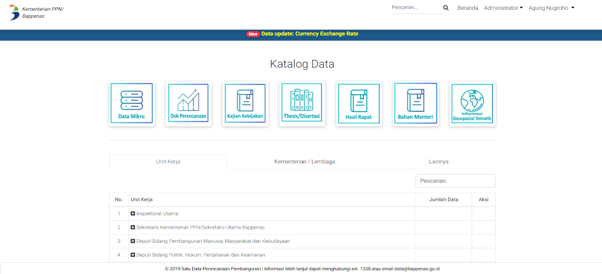 Kementerian PPN/
Bappenas
Pencarian...
Beranda
Administrator
Agung Nugroho
New Data update: Currency Exchange Rate
Katalog Data
Data Mikro
Dok Perencanaan
Kajian Kebijakan
Thesis/Disertasi
Hasil Rapat
Bahan Menteri
Informasi
Geospasial Tematik
Unit Kerja
Kementerian / Lembaga
Lainnya
Pencarian..
No. Unit Kerja Jumlah Data Aksi
1 Inspektorat Utama
2 Sekretaris Kementerian PPN/Sekretaris Utama Bappenas
3 Deputi Bidang Pembangunan Manusia, Masyarakat dan Kebudayaan
4 Deputi Bidang Politik, Hukum, Pertahanan dan Keamanan
© 2019 Satu Data Perencanaan Pembangunan | Informasi lebih lanjut dapat menghubungi ext. 1338 atau email data@bappenas.go.id